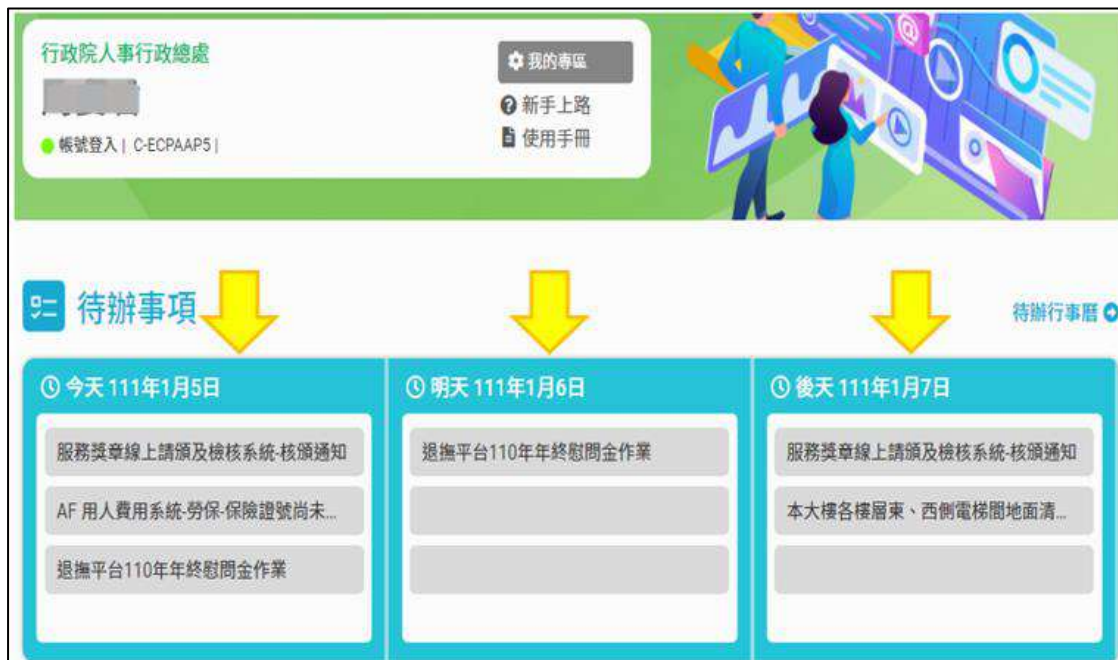 行政院人事行政總處
帳號登入 | C-ECPAAP5 |
我的專區
新手上路
使用手冊
待辦事項
待辦行事曆
今天 111年1月5日
服務獎章線上請頒及檢核系統-核頒通知
AF 用人費用系統-勞保-保險證號尚未...
退撫平台110年年終慰問金作業
明天 111年1月6日
退撫平台110年年終慰問金作業
後天 111年1月7日
服務獎章線上請頒及檢核系統-核頒通知
本大樓各樓層東、西側電梯間地面清...